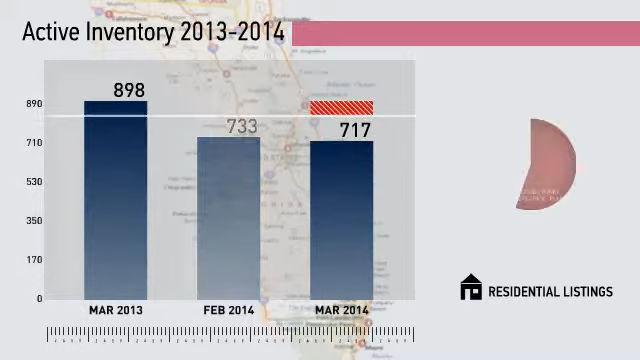 Active Inventory 2013-2014
898
890
733
717
710
530
350
170
0
MAR 2013
FEB 2014
MAR 2014
RESIDENTIAL LISTINGS